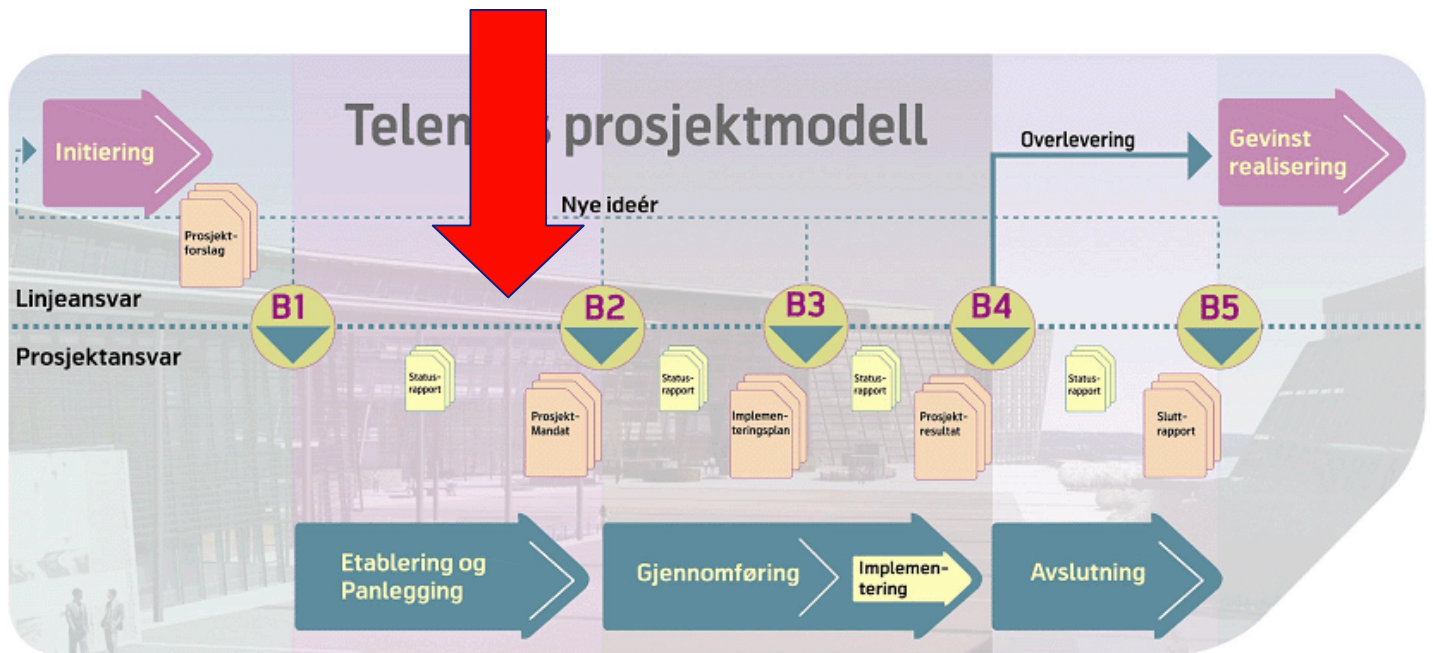 Telen s prosjektmodell
Initiering
Overlevering
Gevinst
realisering
Nye ideér
Prosjekt-
forslag
Linjeansvar
B1
B2
B3
B4
B5
Prosjektansvar
Status-
rapport
Prosjekt-
Mandat
Status-
rapport
Implemen-
teringsplan
Status-
rapport
Prosjekt-
resultat
Status-
rapport
Slutt-
rapport
Etablering og
Panlegging
Gjennomføring
Implemen-
tering
Avslutning